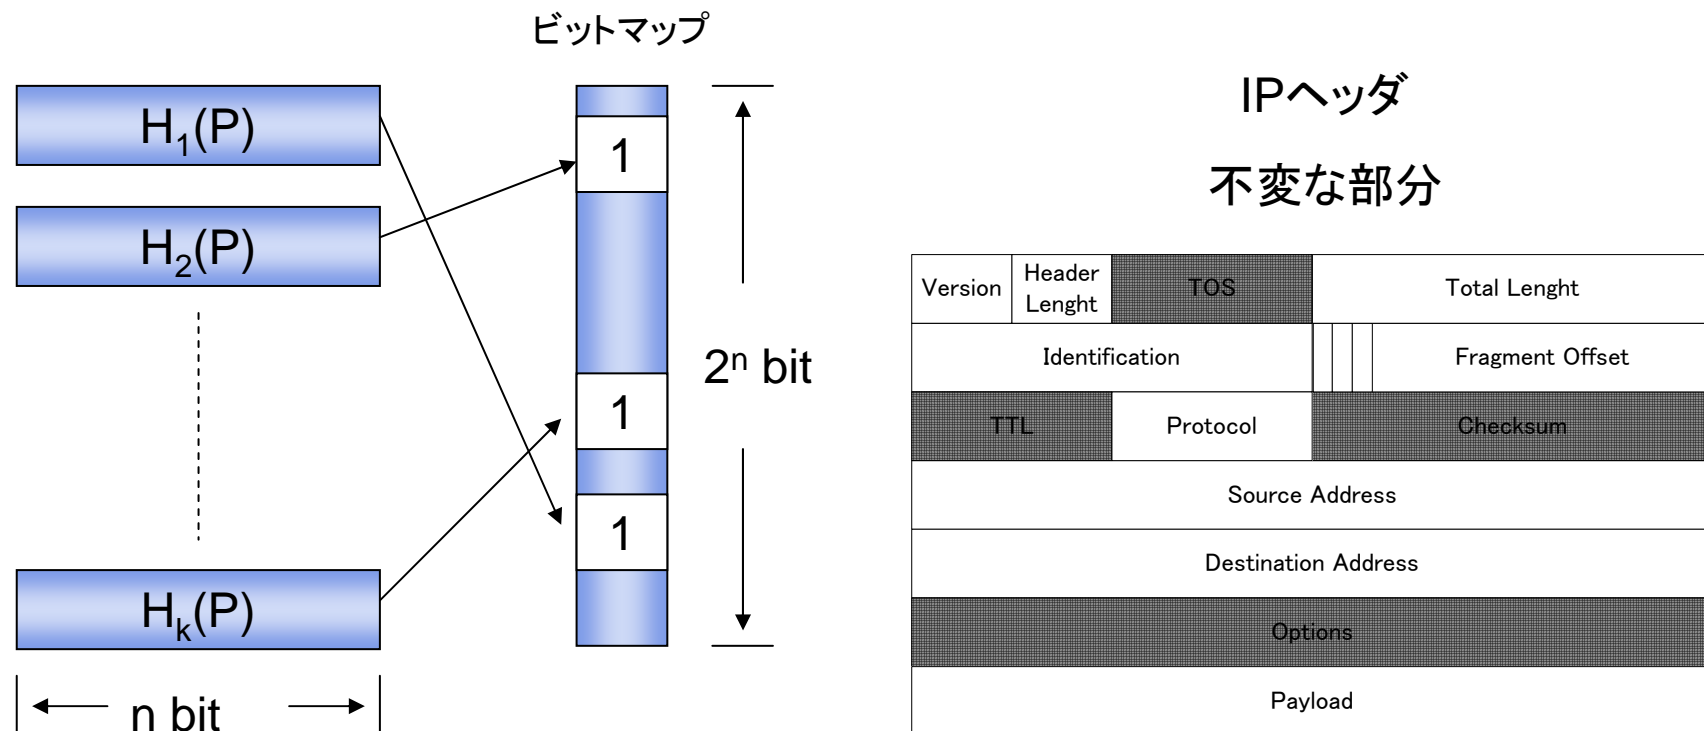 ビットマップ
H₁(P)
H₂(P)
Hₖ(P)
n bit
1
1
1
2ⁿ bit
IPヘッダ
不変な部分
Version
Header
Lenght
TOS
Total Lenght
Identification
Fragment Offset
TTL
Protocol
Checksum
Source Address
Destination Address
Options
Payload